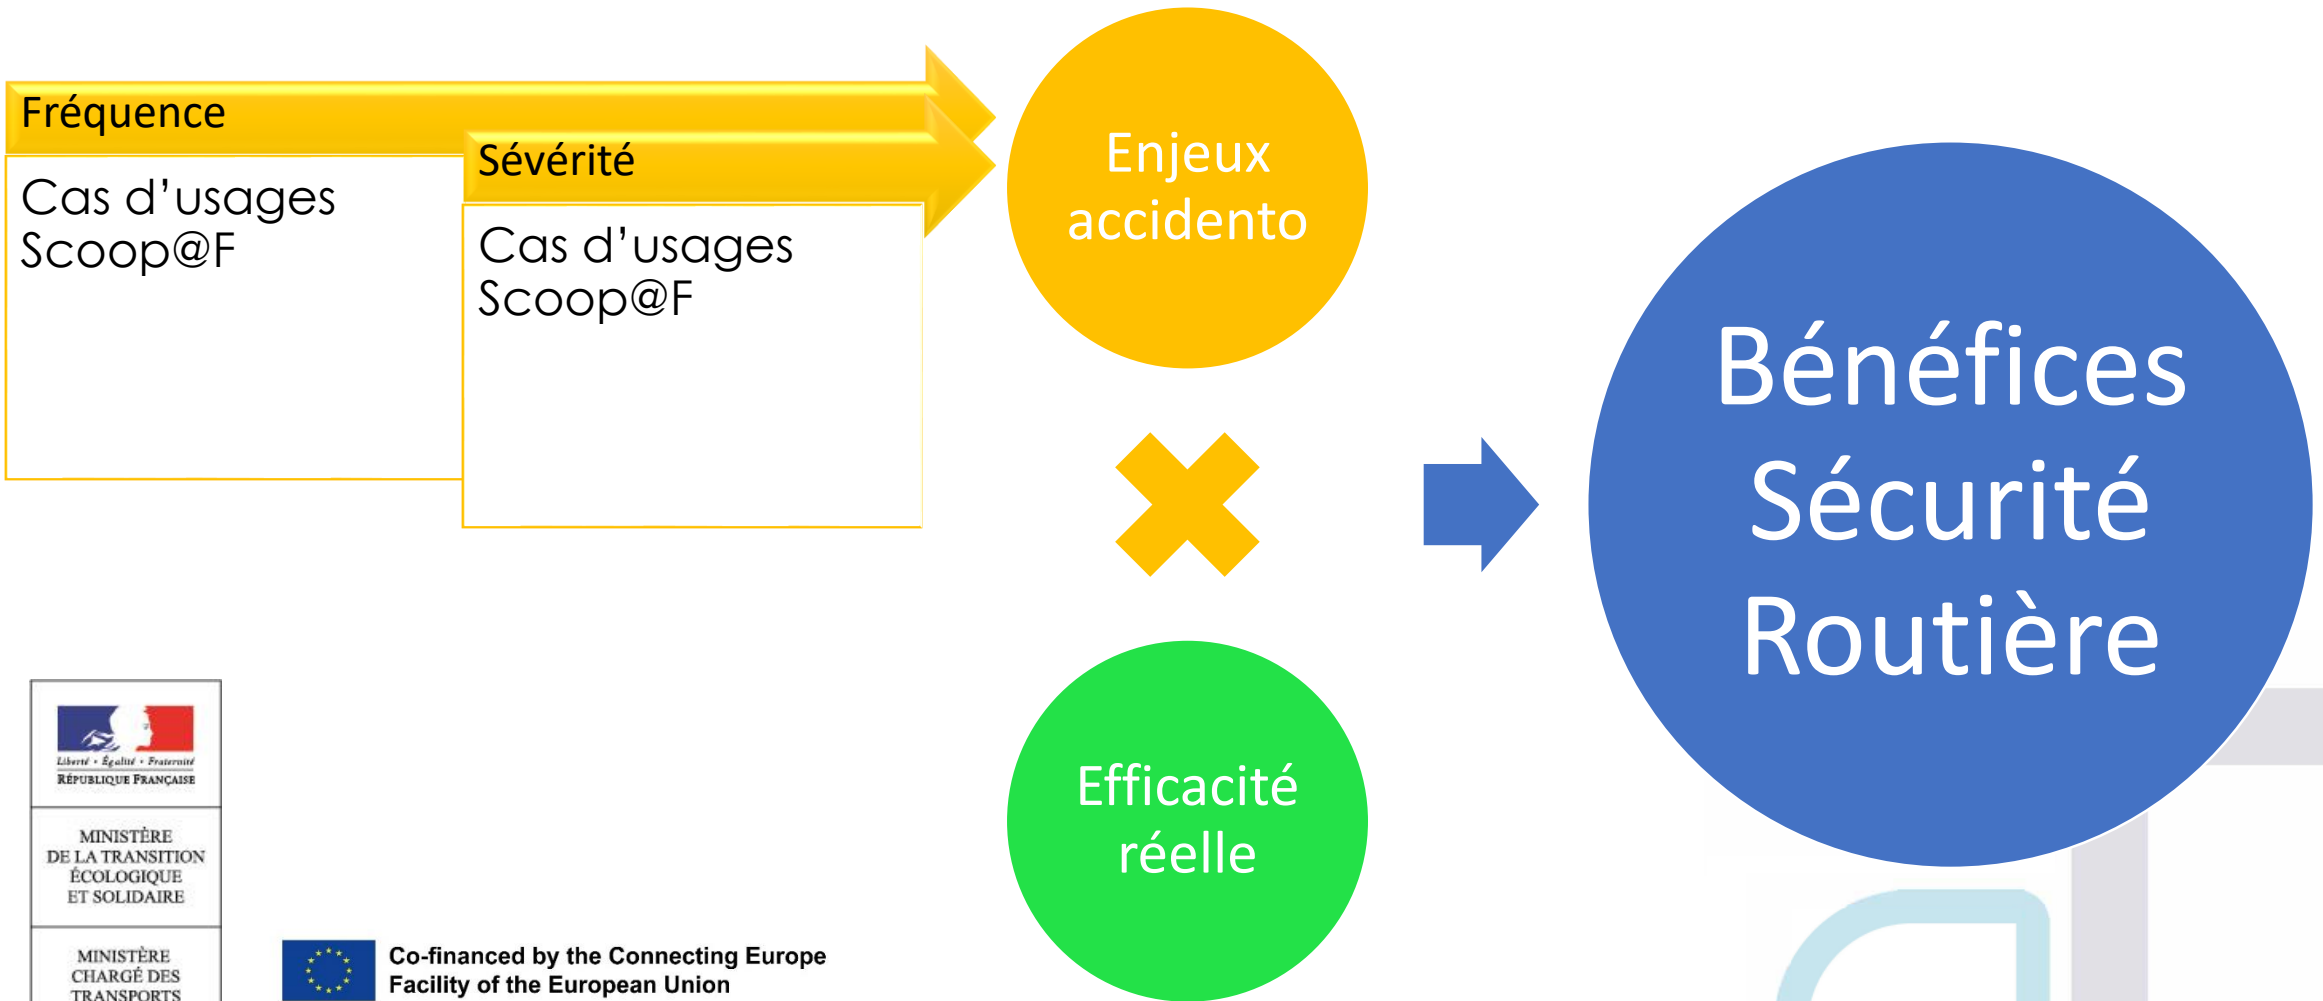 Fréquence
Cas d'usages
Scoop@F
Sévérité
Cas d'usages
Scoop@F
Enjeux
accidento
Efficacité
réelle
Bénéfices
Sécurité
Routière
Liberté • Égalité • Fraternité
RÉPUBLIQUE FRANÇAISE
MINISTÈRE
DE LA TRANSITION
ÉCOLOGIQUE
ET SOLIDAIRE
MINISTÈRE
CHARGÉ DES
TRANSPORTS
Co-financed by the Connecting Europe
Facility of the European Union